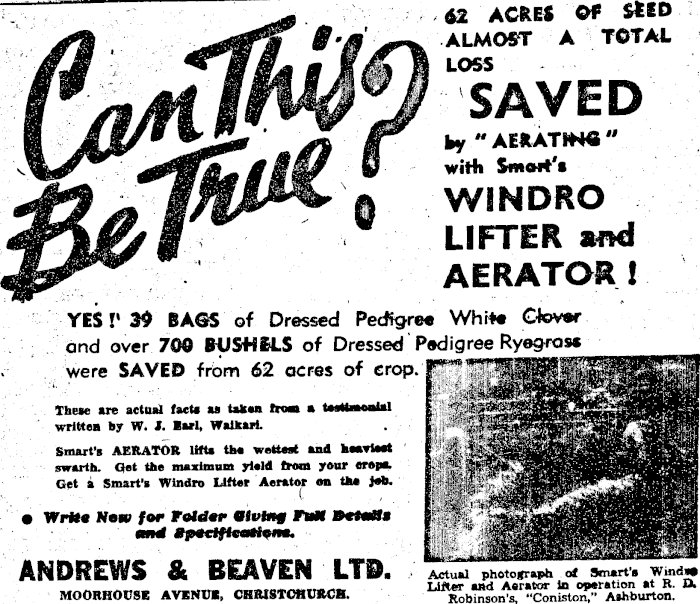 Can This
Be True?
62 ACRES OF SEED
ALMOST A TOTAL
LOSS
SAVED
by "AERATING"
with Smart's
WINDRO
LIFTER and
AERATOR!
YES! 39 BAGS of Dressed Pedigree White Clover
and over 700 BUSHELS of Dressed Pedigree Ryegrass
were SAVED from 62 acres of crop.
These are actual facts as taken from a testimonial
written by W. J. Earl, Waikari.
Smart's AERATOR lifts the wettest and heaviest
swarth. Get the maximum yield from your crops.
Get a Smart's Windro Lifter Aerator on the job.
● Write Now for Folder Giving Full Details
and Specifications.
ANDREWS & BEAVEN LTD.
MOORHOUSE AVENUE, CHRISTCHURCH.
Actual photograph of Smart's Windro
Lifter and Aerator in operation at R. D.
Robinson's, "Coniston," Ashburton.